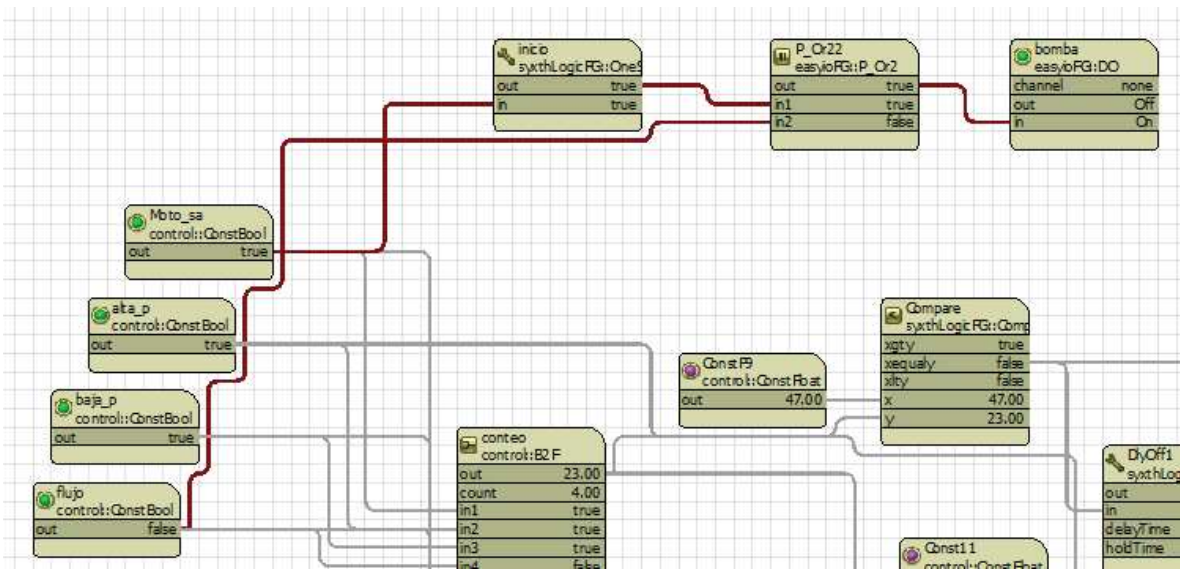 inicio
syxthLogicFG::OneS
out true
in true
P_Or22
easyioFG::P_Or2
out true
in1 true
in2 false
bomba
easyioFG::DO
channel none
out Off
in On
Moto_sa
control::ConstBool
out true
alta_p
control::ConstBool
out true
baja_p
control::ConstBool
out true
flujo
control::ConstBool
out false
conteo
control::B2F
out 23.00
count 4.00
in1 true
in2 true
in3 true
in4 false
ConstF9
control::ConstFloat
out 47.00
Compare
syxthLogicFG::Comp
xgty true
xequaly false
xlty false
x 47.00
y 23.00
DlyOff1
syxthLog
out
in
delayTime
holdTime
Const11
control::ConstFloat